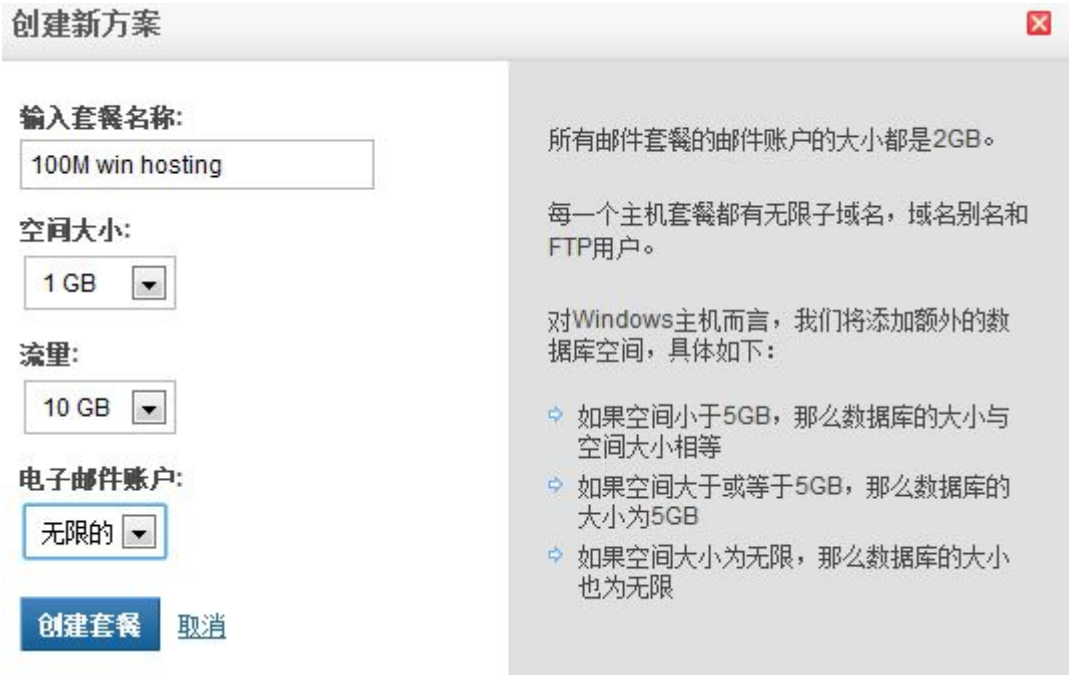 创建新方案
输入套餐名称:
100M win hosting
空间大小:
1 GB
流量:
10 GB
电子邮件账户:
无限的
创建套餐 取消
所有邮件套餐的邮件账户的大小都是2GB。
每一个主机套餐都有无限子域名，域名别名和
FTP用户。
对Windows主机而言，我们将添加额外的数
据库空间，具体如下：
如果空间小于5GB，那么数据库的大小与
空间大小相等
如果空间大于或等于5GB，那么数据库的
大小为5GB
如果空间大小为无限，那么数据库的大小
也为无限